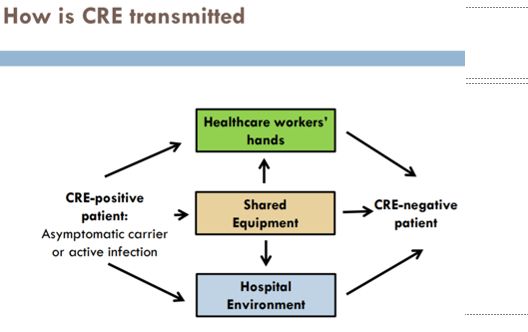 How is CRE transmitted
Healthcare workers'
hands
CRE-positive
patient:
Asymptomatic carrier
or active infection
Shared
Equipment
CRE-negative
patient
Hospital
Environment